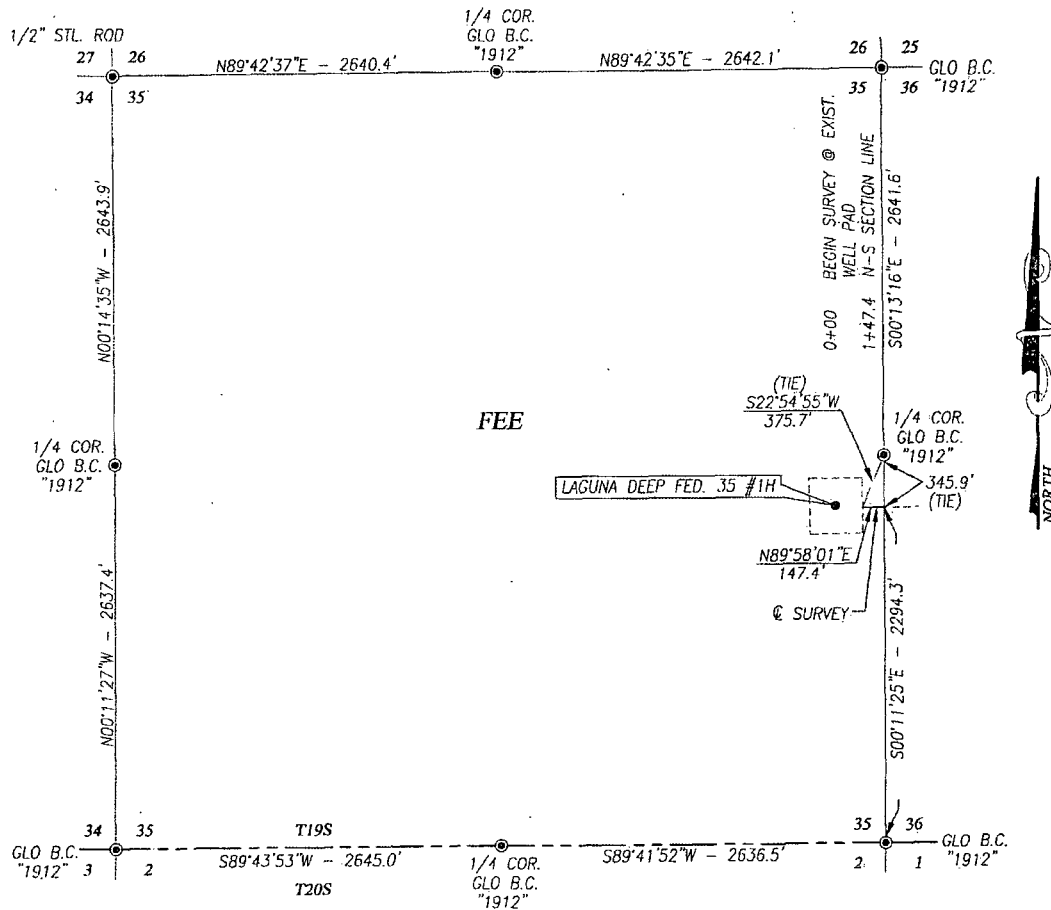 1/4 COR.
GLO B.C.
"1912"
1/2" STL. ROD
27 26
34 35
N89°42'37"E - 2640.4'
N89°42'35"E - 2642.1'
26 25
35 36
GLO B.C.
"1912"
N00°14'35"W - 2643.9'
0+00 BEGIN SURVEY @ EXIST.
WELL PAD
1+47.4 N-S SECTION LINE
S00°13'16"E - 2641.6'
(TIE)
S22°54'55"W
375.7'
FEE
1/4 COR.
GLO B.C.
"1912"
1/4 COR.
GLO B.C.
"1912"
345.9'
(TIE)
LAGUNA DEEP FED. 35 #1H
N89°58'01"E
147.4'
℄ SURVEY
NORTH
N00°11'27"W - 2637.4'
S00°11'25"E - 2294.3'
34 35
3 2
GLO B.C.
"1912"
T19S
S89°43'53"W - 2645.0'
T20S
1/4 COR.
GLO B.C.
"1912"
S89°41'52"W - 2636.5'
35 36
2 1
GLO B.C.
"1912"